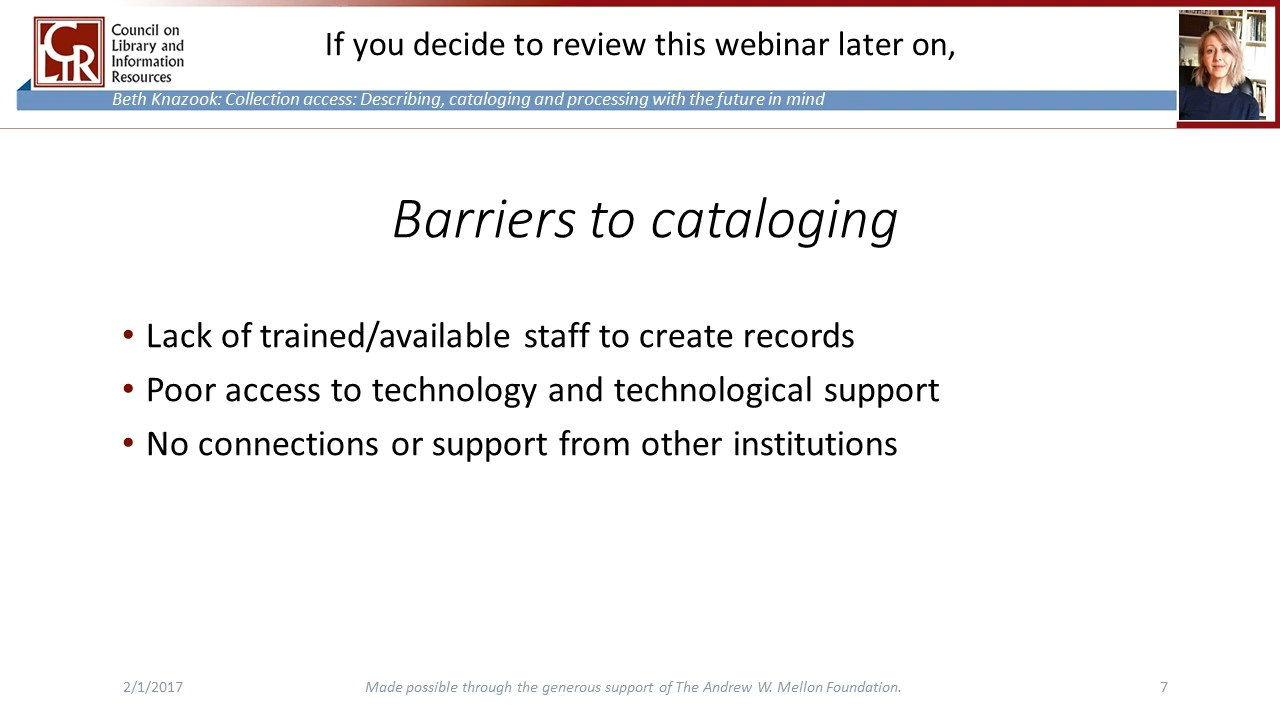 CLIR
Council on
Library and
Information
Resources
If you decide to review this webinar later on,
Beth Knazook: Collection access: Describing, cataloging and processing with the future in mind
Barriers to cataloging
• Lack of trained/available staff to create records
• Poor access to technology and technological support
• No connections or support from other institutions
2/1/2017
Made possible through the generous support of The Andrew W. Mellon Foundation.
7